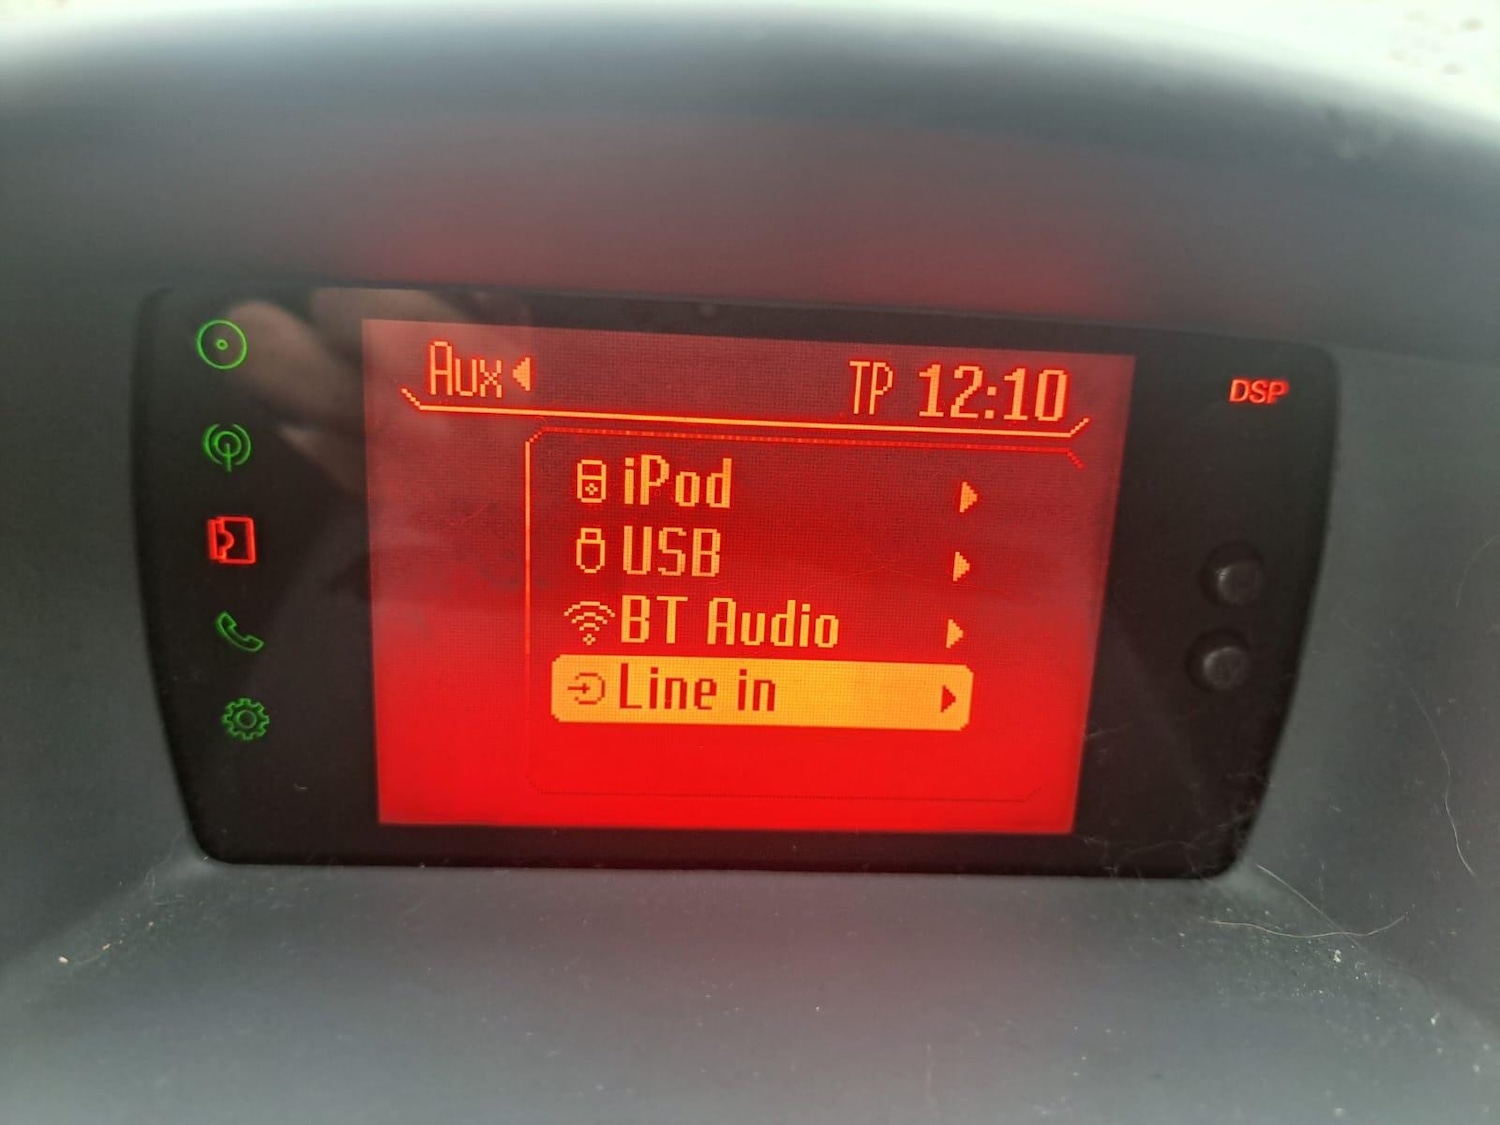 Aux TP 12:10
DSP
iPod
USB
BT Audio
Line in